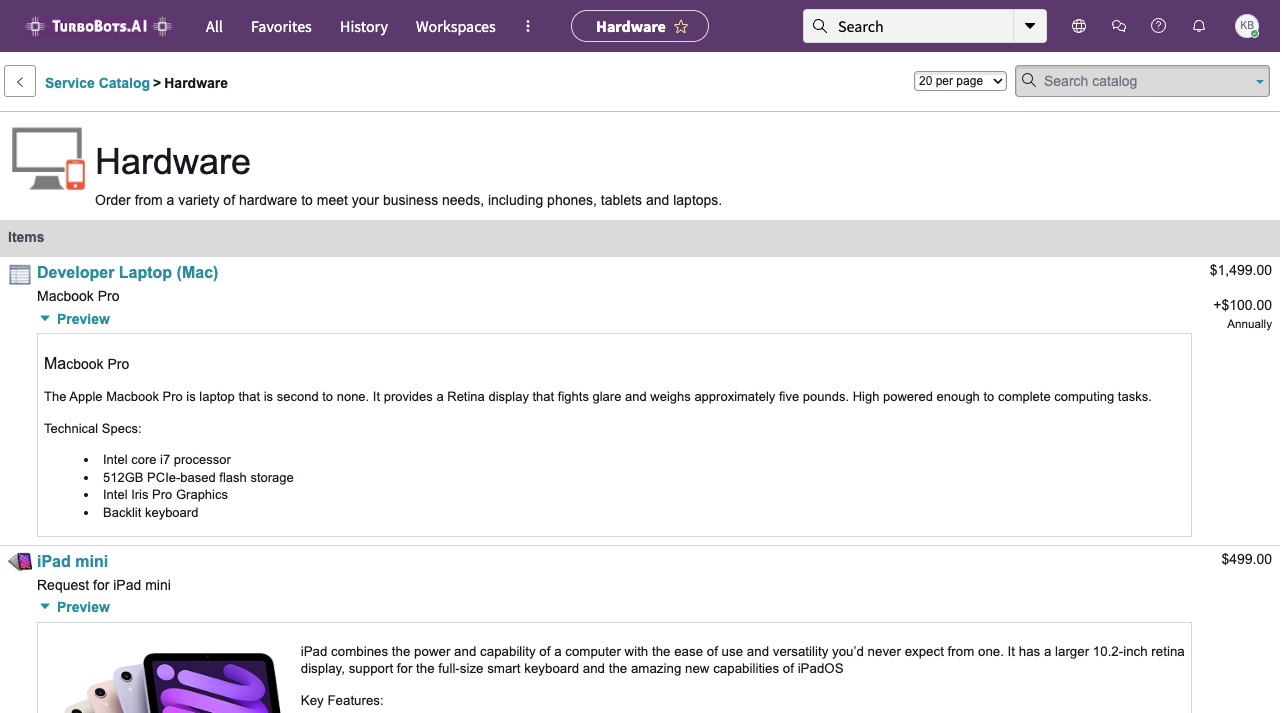 TurboBots.AI
All
Favorites
History
Workspaces
Hardware
Search
KB
Service Catalog > Hardware
20 per page
Search catalog
Hardware
Order from a variety of hardware to meet your business needs, including phones, tablets and laptops.
Items
Developer Laptop (Mac)
$1,499.00
Macbook Pro
+$100.00
Annually
Preview
Macbook Pro
The Apple Macbook Pro is laptop that is second to none. It provides a Retina display that fights glare and weighs approximately five pounds. High powered enough to complete computing tasks.
Technical Specs:
• Intel core i7 processor
• 512GB PCIe-based flash storage
• Intel Iris Pro Graphics
• Backlit keyboard
iPad mini
$499.00
Request for iPad mini
Preview
iPad combines the power and capability of a computer with the ease of use and versatility you’d never expect from one. It has a larger 10.2-inch retina
display, support for the full-size smart keyboard and the amazing new capabilities of iPadOS
Key Features: